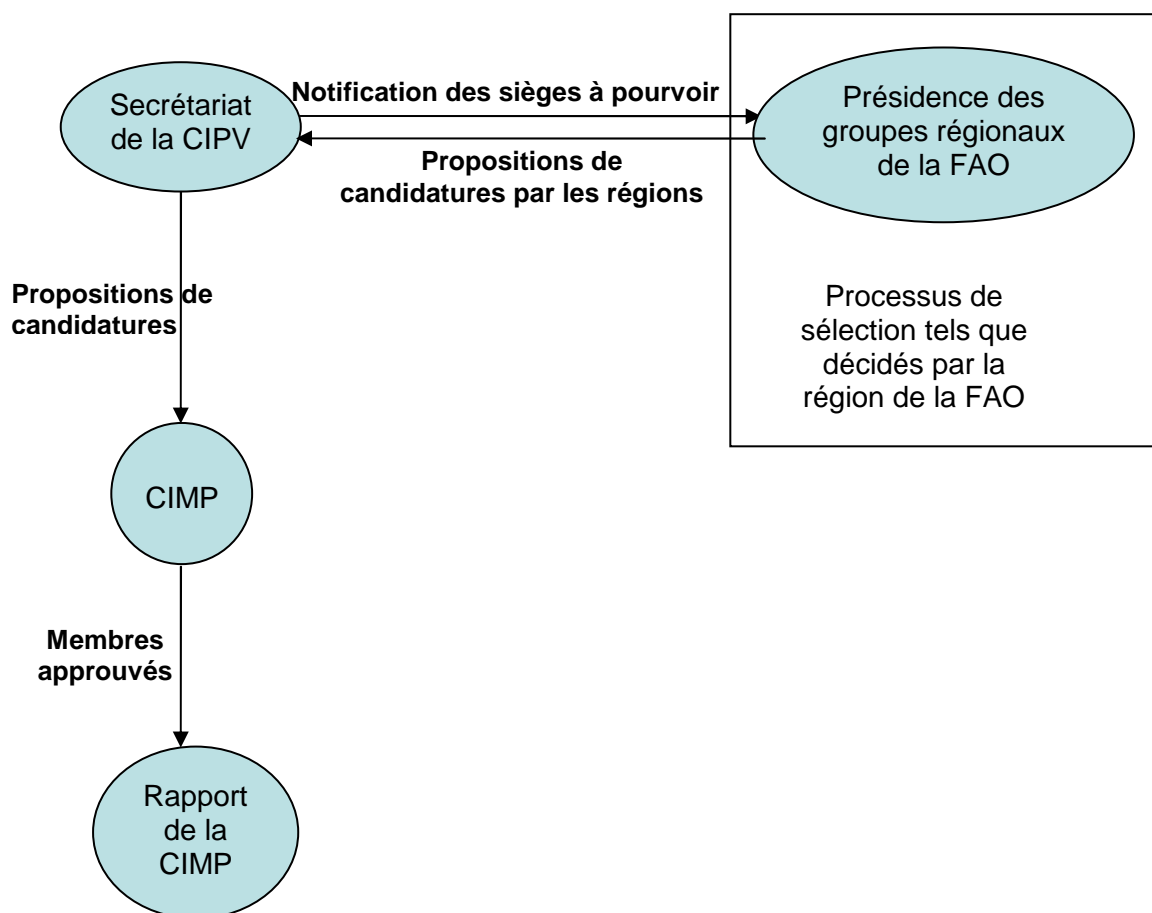 Secrétariat
de la CIPV
Notification des sièges à pourvoir
Propositions de
candidatures par les régions
Présidence des
groupes régionaux
de la FAO
Processus de
sélection tels que
décidés par la
région de la FAO
Propositions de
candidatures
CIMP
Membres
approuvés
Rapport
de la
CIMP